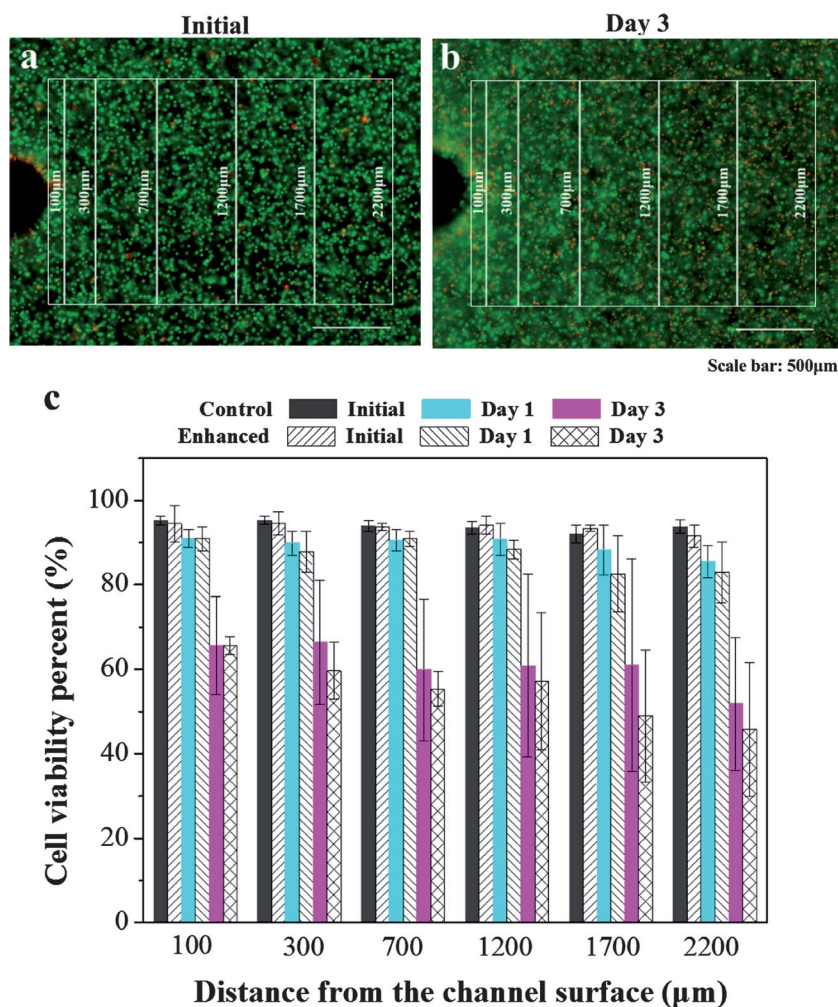 Initial
Day 3
a
100µm 300µm 700µm 1200µm 1700µm 2200µm
b
100µm 300µm 700µm 1200µm 1700µm 2200µm
Scale bar: 500µm
c
Control Initial Day 1 Day 3
Enhanced Initial Day 1 Day 3
Cell viability percent (%)
100
80
60
40
20
0
100 300 700 1200 1700 2200
Distance from the channel surface (µm)